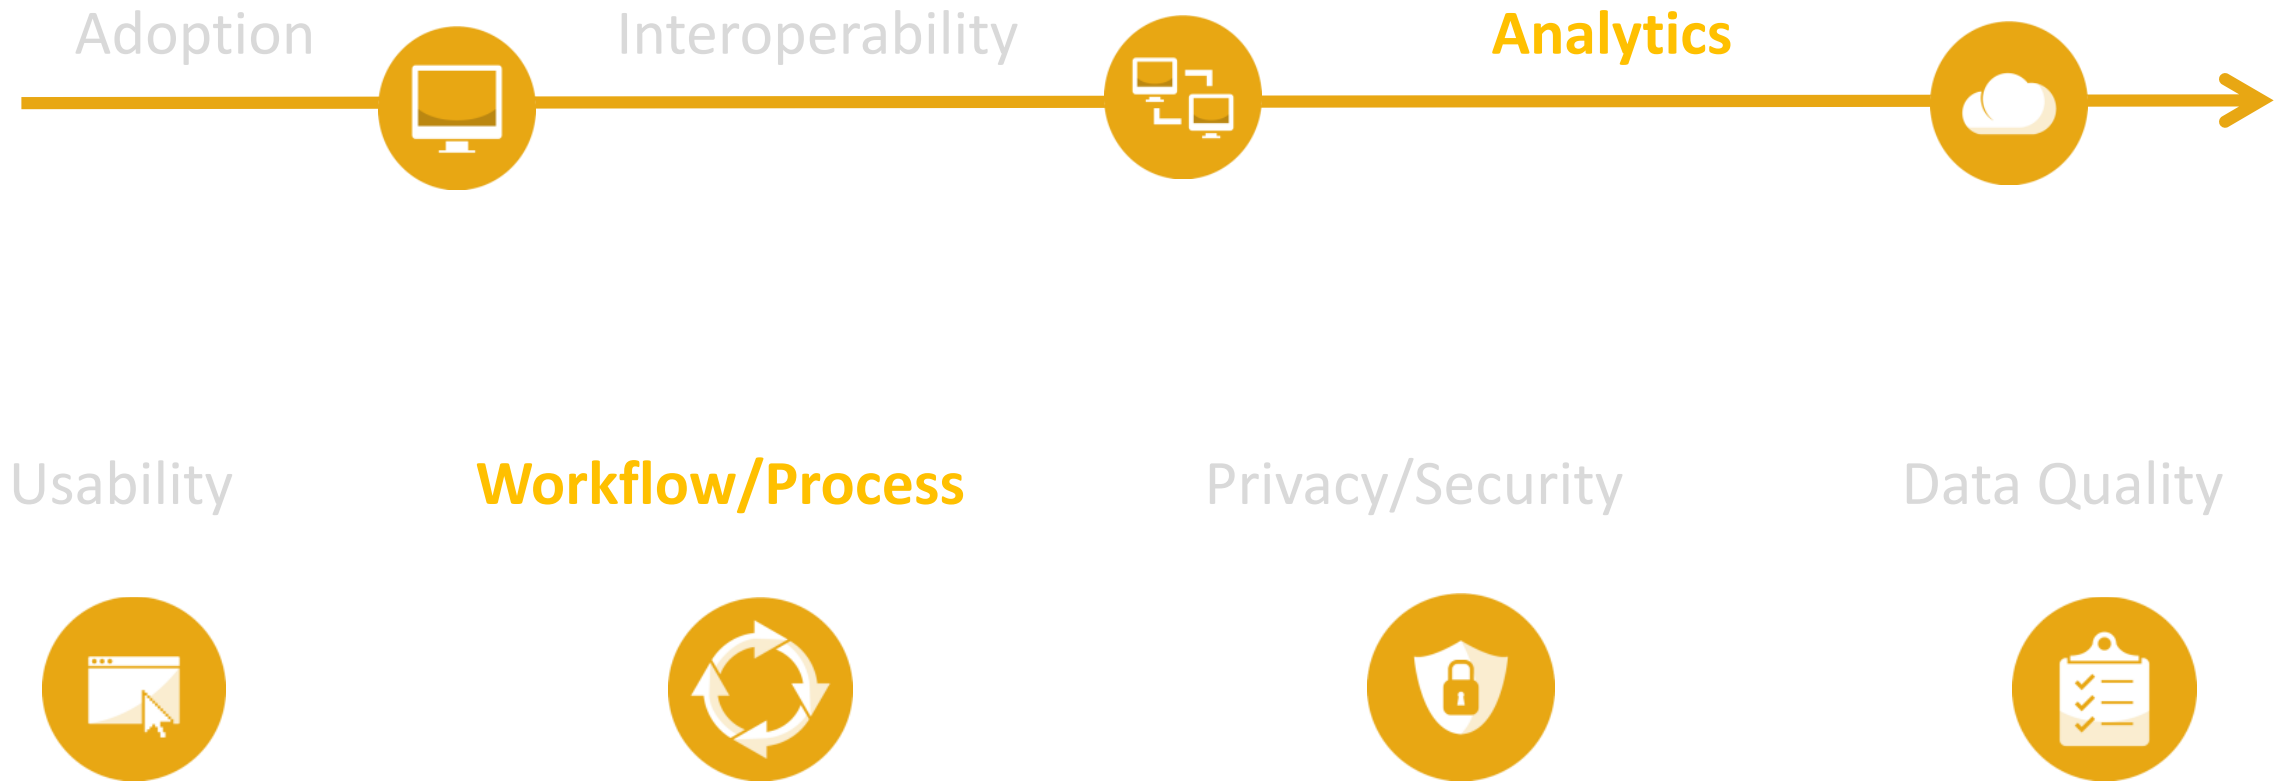 Adoption
Interoperability
Analytics
Usability
Workflow/Process
Privacy/Security
Data Quality